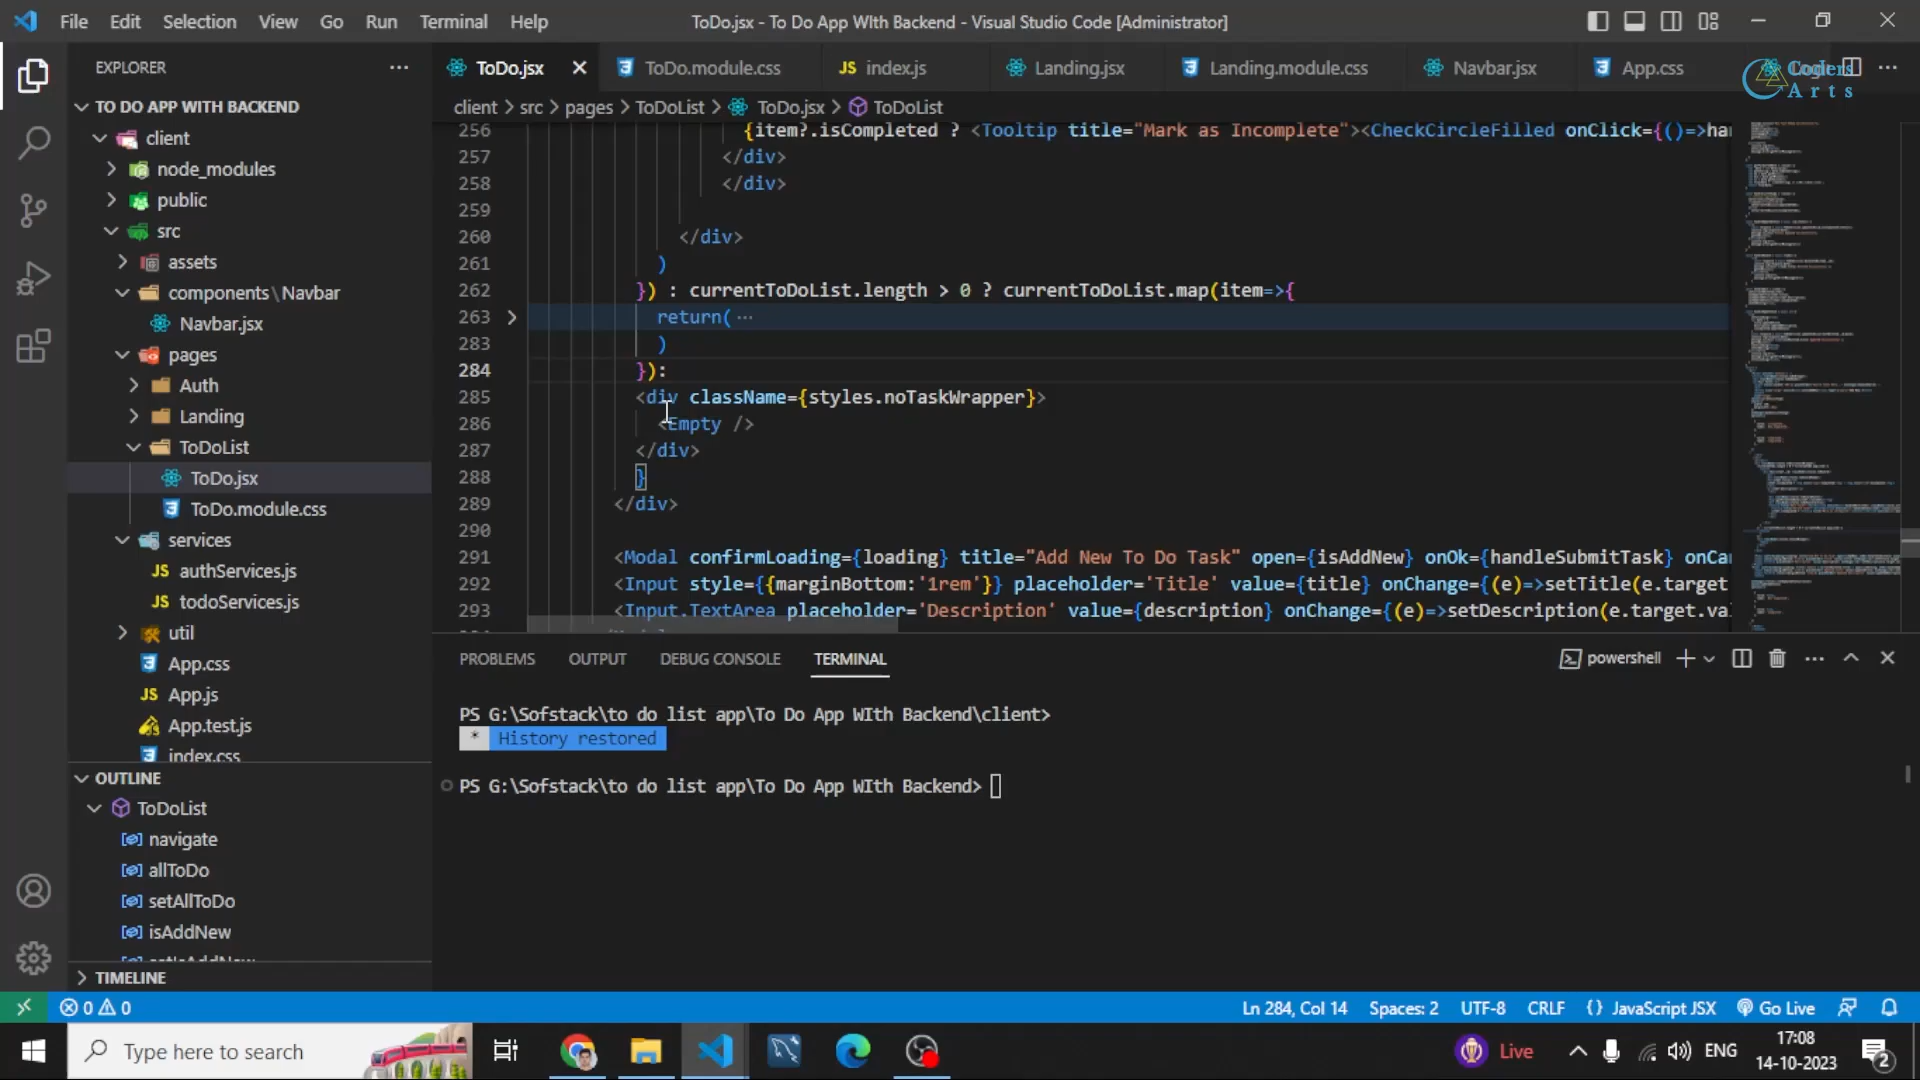 File Edit Selection View Go Run Terminal Help
ToDo.jsx - To Do App WIth Backend - Visual Studio Code [Administrator]
EXPLORER
TO DO APP WITH BACKEND
client
node_modules
public
src
assets
components\Navbar
Navbar.jsx
pages
Auth
Landing
ToDoList
ToDo.jsx
ToDo.module.css
services
JS authServices.js
JS todoServices.js
util
App.css
JS App.js
App.test.js
index.css
OUTLINE
ToDoList
navigate
allToDo
setAllToDo
isAddNew
setIsAddNew
TIMELINE
ToDo.jsx
ToDo.module.css
JS index.js
Landing.jsx
Landing.module.css
Navbar.jsx
App.css
Coders
Arts
client > src > pages > ToDoList > ToDo.jsx > ToDoList
256 {item?.isCompleted ? <Tooltip title="Mark as Incomplete"><CheckCircleFilled onClick={()=>har
257 </div>
258 </div>
259
260 </div>
261 )
262 }) : currentToDoList.length > 0 ? currentToDoList.map(item=>{
263 return( ...
283 )
284 }):
285 <div className={styles.noTaskWrapper}>
286 <Empty />
287 </div>
288 }
289 </div>
290
291 <Modal confirmLoading={loading} title="Add New To Do Task" open={isAddNew} onOk={handleSubmitTask} onCan
292 <Input style={{marginBottom:'1rem'}} placeholder='Title' value={title} onChange={(e)=>setTitle(e.target
293 <Input.TextArea placeholder='Description' value={description} onChange={(e)=>setDescription(e.target.val
PROBLEMS OUTPUT DEBUG CONSOLE TERMINAL
powershell
PS G:\Sofstack\to do list app\To Do App WIth Backend\client>
* History restored
PS G:\Sofstack\to do list app\To Do App WIth Backend>
0 0
Ln 284, Col 14 Spaces: 2 UTF-8 CRLF {} JavaScript JSX Go Live
Type here to search
Live
ENG
17:08
14-10-2023
2